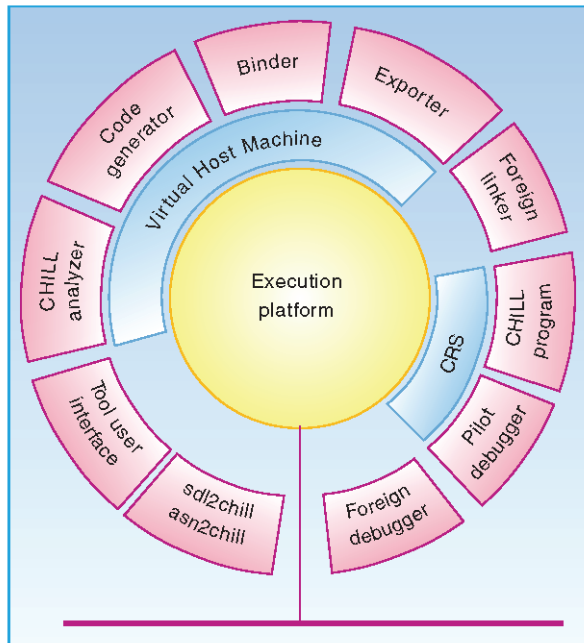 Binder
Exporter
Code
generator
Virtual Host Machine
Foreign
linker
CHILL
analyzer
Execution
platform
CHILL
program
CRS
Tool user
interface
Pilot
debugger
sdl2chill
asn2chill
Foreign
debugger